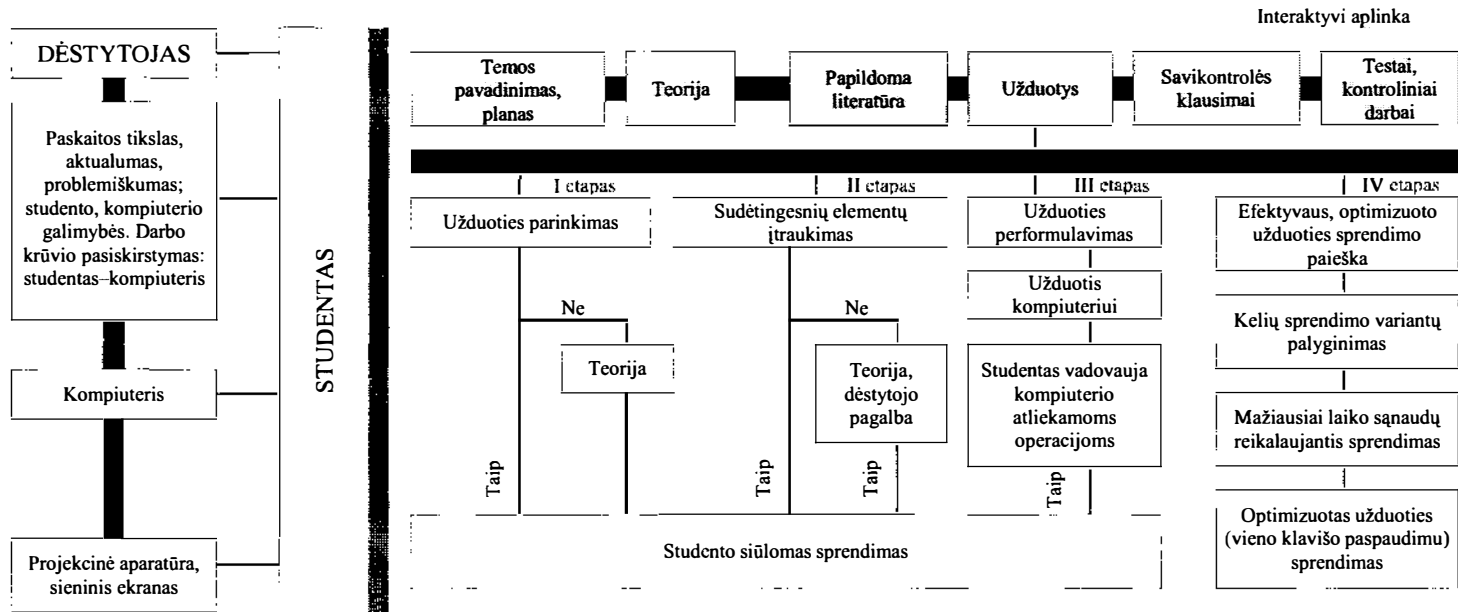 Interaktyvi aplinka
DĖSTYTOJAS
Paskaitos tikslas,
aktualumas,
problemiškumas;
studento, kompiuterio
galimybės. Darbo
krūvio pasiskirstymas:
studentas–kompiuteris
Kompiuteris
Projekcinė aparatūra,
sieninis ekranas
STUDENTAS
Temos
pavadinimas,
planas
Teorija
Papildoma
literatūra
Užduotys
Savikontrolės
klausimai
Testai,
kontroliniai
darbai
I etapas
Užduoties parinkimas
Ne
Teorija
Taip
II etapas
Sudėtingesnių elementų
įtraukimas
Ne
Teorija,
dėstytojo
pagalba
Taip
Taip
III etapas
Užduoties
performulavimas
Užduotis
kompiuteriui
Studentas vadovauja
kompiuterio
atliekamoms
operacijoms
Taip
Studento siūlomas sprendimas
IV etapas
Efektyvaus, optimizuoto
užduoties sprendimo
paieška
Kelių sprendimo variantų
palyginimas
Mažiausiai laiko sąnaudų
reikalaujantis sprendimas
Optimizuotas užduoties
(vieno klavišo paspaudimu)
sprendimas